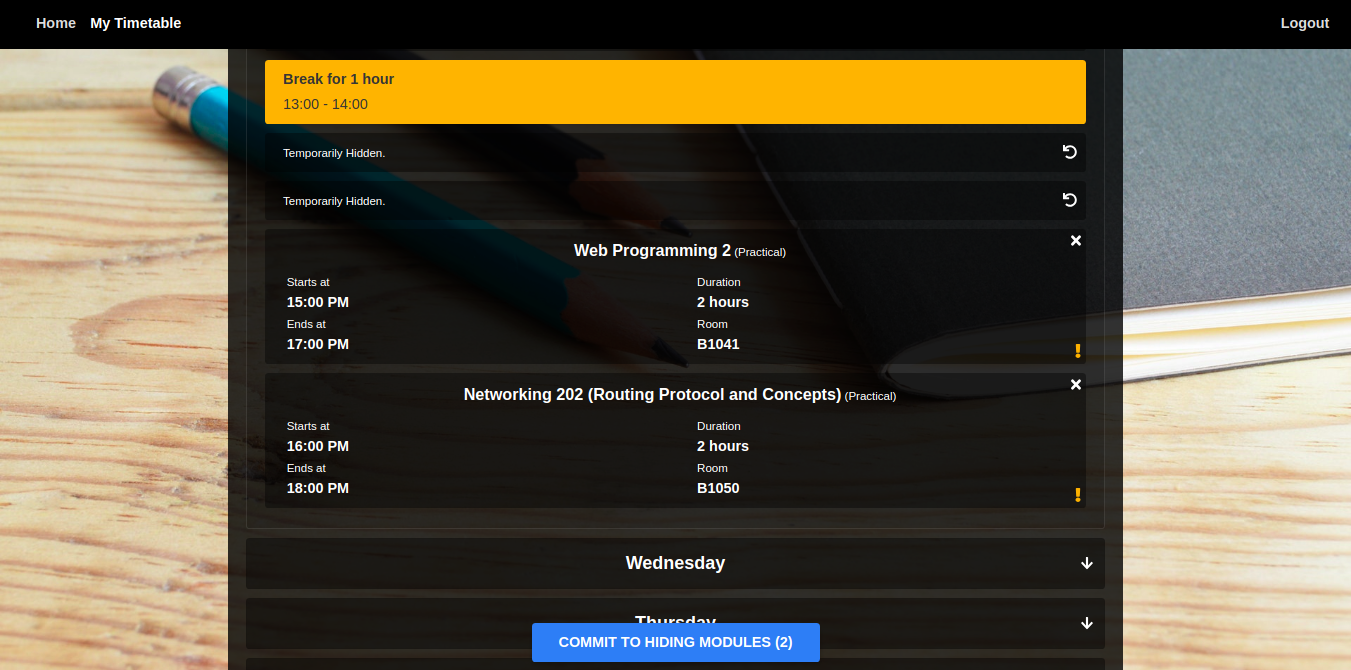 Home My Timetable Logout
Break for 1 hour
13:00 - 14:00
Temporarily Hidden.
Temporarily Hidden.
Web Programming 2 (Practical)
Starts at Duration
15:00 PM 2 hours
Ends at Room
17:00 PM B1041
Networking 202 (Routing Protocol and Concepts) (Practical)
Starts at Duration
16:00 PM 2 hours
Ends at Room
18:00 PM B1050
Wednesday
Thursday
COMMIT TO HIDING MODULES (2)